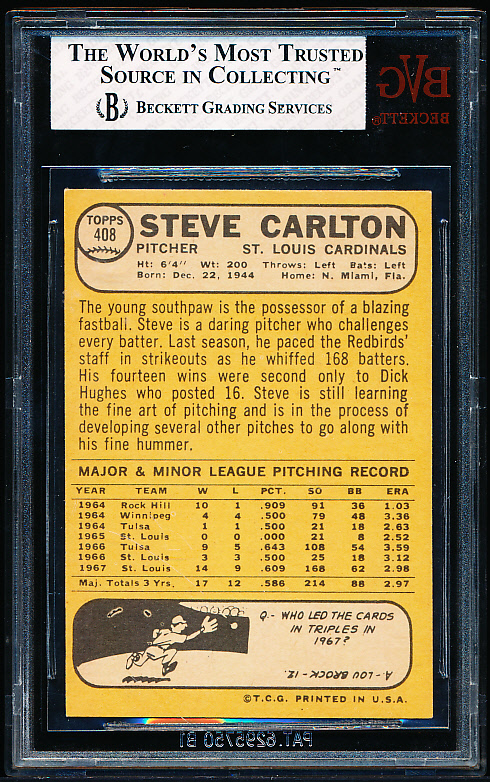 THE WORLD'S MOST TRUSTED
SOURCE IN COLLECTING™
B BECKETT GRADING SERVICES
BVG
BECKETT®
TOPPS
408
STEVE CARLTON
PITCHER ST. LOUIS CARDINALS
Ht: 6'4" Wt: 200 Throws: Left Bats: Left
Born: Dec. 22, 1944 Home: N. Miami, Fla.
The young southpaw is the possessor of a blazing
fastball. Steve is a daring pitcher who challenges
every batter. Last season, he paced the Redbirds'
staff in strikeouts as he whiffed 168 batters.
His fourteen wins were second only to Dick
Hughes who posted 16. Steve is still learning
the fine art of pitching and is in the process of
developing several other pitches to go along with
his fine hummer.
MAJOR & MINOR LEAGUE PITCHING RECORD
YEAR TEAM W L PCT. SO BB ERA
1964 Rock Hill 10 1 .909 91 36 1.03
1964 Winnipeg 4 4 .500 79 48 3.36
1964 Tulsa 1 1 .500 21 18 2.63
1965 St. Louis 0 0 .000 21 8 2.52
1966 Tulsa 9 5 .643 108 54 3.59
1966 St. Louis 3 3 .500 25 18 3.12
1967 St. Louis 14 9 .609 168 62 2.98
Maj. Totals 3 Yrs. 17 12 .586 214 88 2.97
Q.- WHO LED THE CARDS
IN TRIPLES IN
1967?
A- LOU BROCK-12.
©T.C.G. PRINTED IN U.S.A.
PAT. 6295750 B1